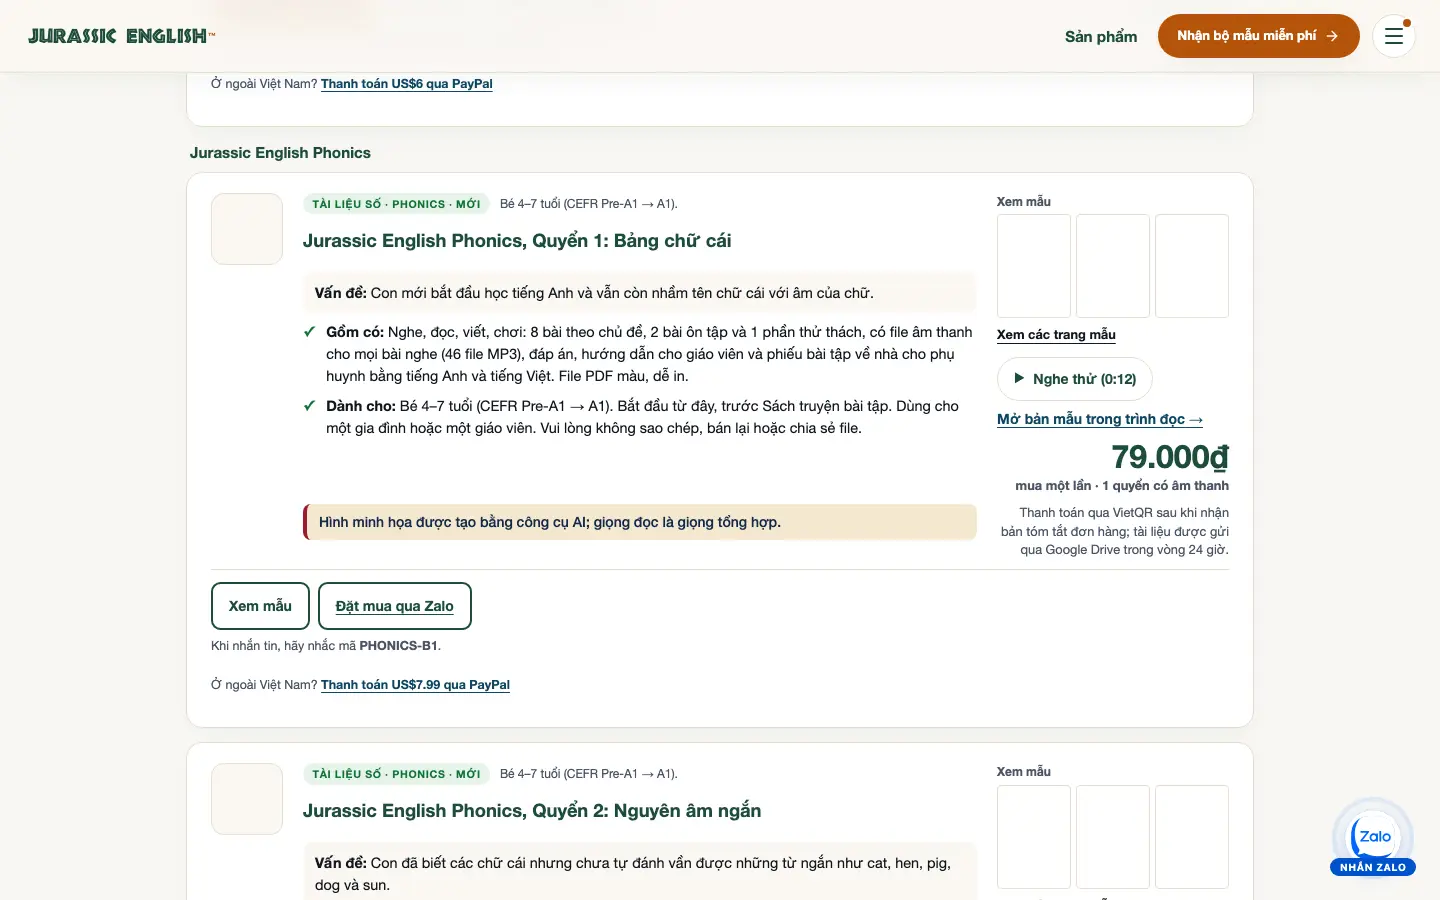 JURASSIC ENGLISH™
Sản phẩm
Nhận bộ mẫu miễn phí →
Ở ngoài Việt Nam? Thanh toán US$6 qua PayPal
Jurassic English Phonics
TÀI LIỆU SỐ · PHONICS · MỚI
Bé 4–7 tuổi (CEFR Pre-A1 → A1).
Jurassic English Phonics, Quyển 1: Bảng chữ cái
Vấn đề: Con mới bắt đầu học tiếng Anh và vẫn còn nhầm tên chữ cái với âm của chữ.
✓ Gồm có: Nghe, đọc, viết, chơi: 8 bài theo chủ đề, 2 bài ôn tập và 1 phần thử thách, có file âm thanh
cho mọi bài nghe (46 file MP3), đáp án, hướng dẫn cho giáo viên và phiếu bài tập về nhà cho phụ
huynh bằng tiếng Anh và tiếng Việt. File PDF màu, dễ in.
✓ Dành cho: Bé 4–7 tuổi (CEFR Pre-A1 → A1). Bắt đầu từ đây, trước Sách truyện bài tập. Dùng cho
một gia đình hoặc một giáo viên. Vui lòng không sao chép, bán lại hoặc chia sẻ file.
Hình minh họa được tạo bằng công cụ AI; giọng đọc là giọng tổng hợp.
Xem mẫu
Xem các trang mẫu
▶ Nghe thử (0:12)
Mở bản mẫu trong trình đọc →
79.000₫
mua một lần · 1 quyển có âm thanh
Thanh toán qua VietQR sau khi nhận
bản tóm tắt đơn hàng; tài liệu được gửi
qua Google Drive trong vòng 24 giờ.
Xem mẫu
Đặt mua qua Zalo
Khi nhắn tin, hãy nhắc mã PHONICS-B1.
Ở ngoài Việt Nam? Thanh toán US$7.99 qua PayPal
TÀI LIỆU SỐ · PHONICS · MỚI
Bé 4–7 tuổi (CEFR Pre-A1 → A1).
Jurassic English Phonics, Quyển 2: Nguyên âm ngắn
Vấn đề: Con đã biết các chữ cái nhưng chưa tự đánh vần được những từ ngắn như cat, hen, pig,
dog và sun.
Xem mẫu
Zalo
NHẮN ZALO